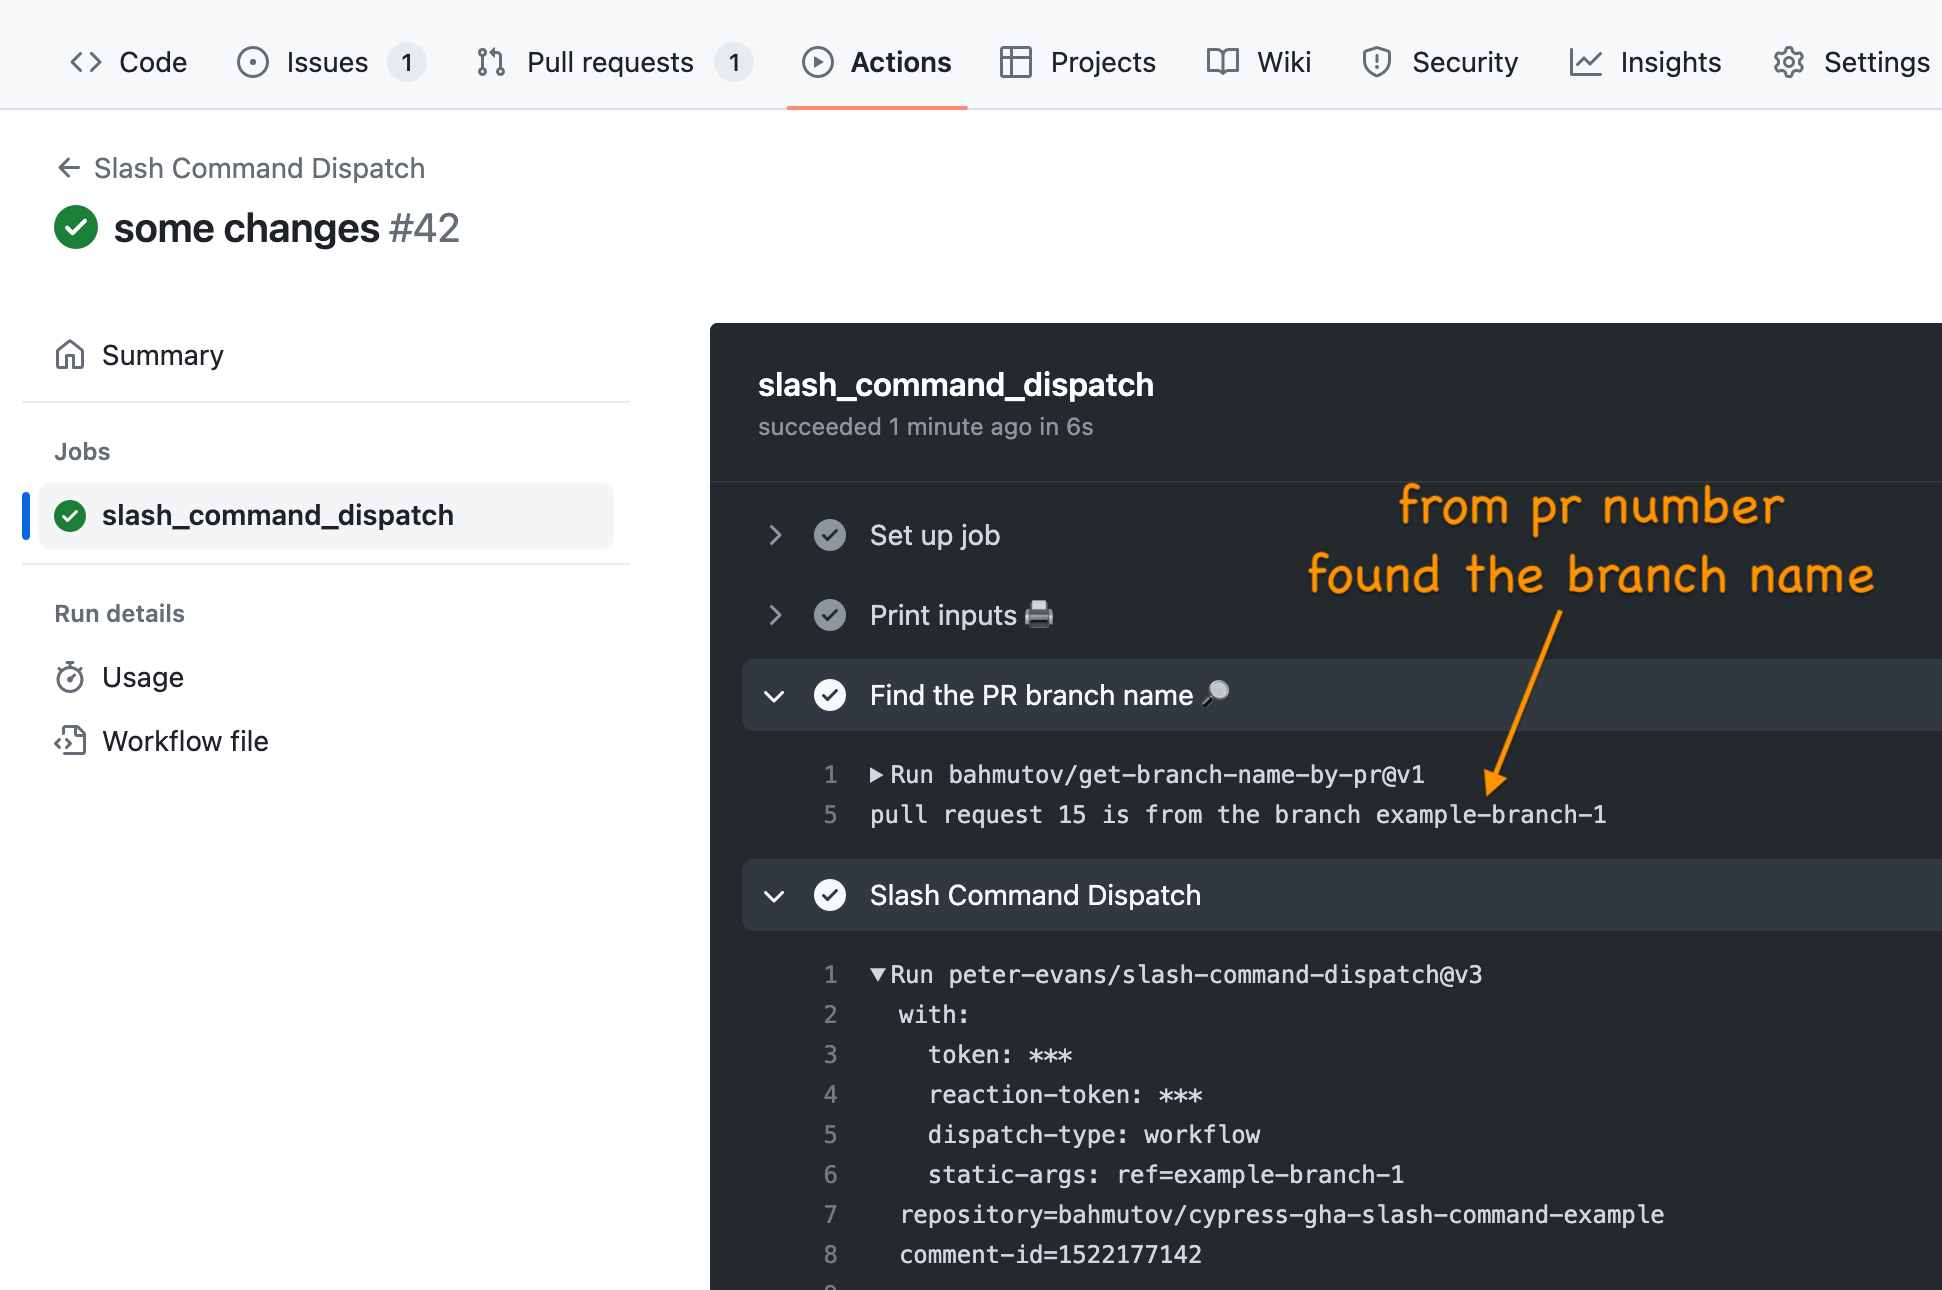 Code Issues 1 Pull requests 1 Actions Projects Wiki Security Insights Settings
← Slash Command Dispatch
some changes #42
Summary
Jobs
slash_command_dispatch
Run details
Usage
Workflow file
slash_command_dispatch
succeeded 1 minute ago in 6s
from pr number
found the branch name
Set up job
Print inputs 🖨
Find the PR branch name 🔎
1 ▶Run bahmutov/get-branch-name-by-pr@v1
5 pull request 15 is from the branch example-branch-1
Slash Command Dispatch
1 ▼Run peter-evans/slash-command-dispatch@v3
2 with:
3 token: ***
4 reaction-token: ***
5 dispatch-type: workflow
6 static-args: ref=example-branch-1
7 repository=bahmutov/cypress-gha-slash-command-example
8 comment-id=1522177142